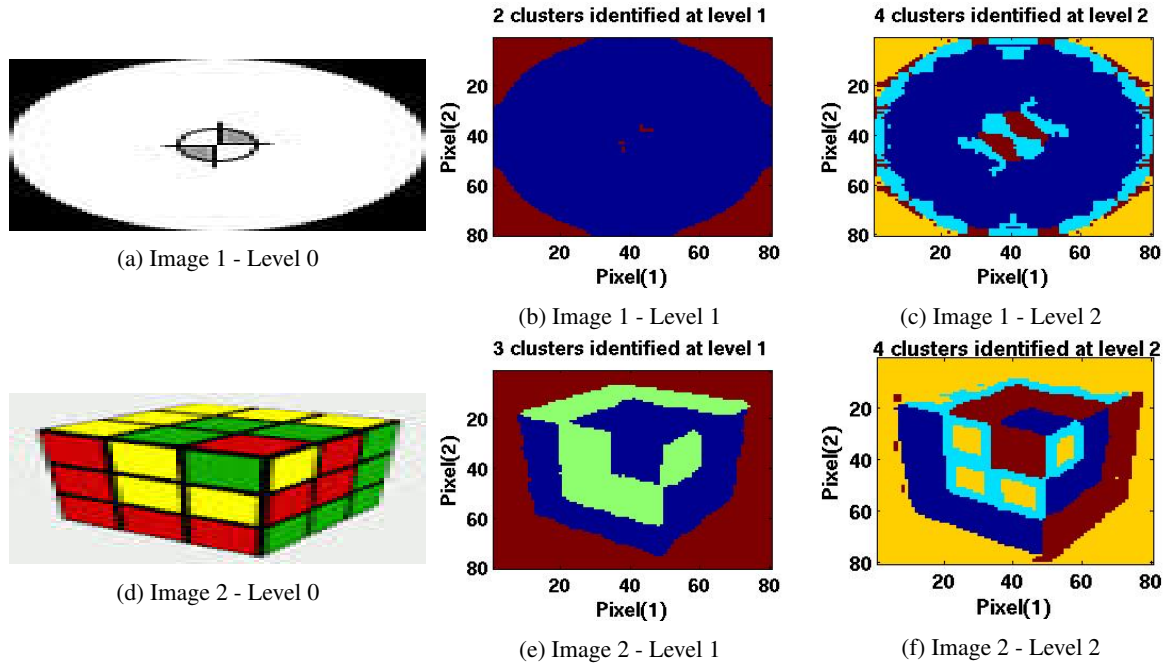 2 clusters identified at level 1
Pixel(2)
20
40
60
80
20
40
60
80
Pixel(1)
4 clusters identified at level 2
Pixel(2)
20
40
60
80
20
40
60
80
Pixel(1)
(a) Image 1 - Level 0
(b) Image 1 - Level 1
(c) Image 1 - Level 2
3 clusters identified at level 1
Pixel(2)
20
40
60
80
20
40
60
80
Pixel(1)
4 clusters identified at level 2
Pixel(2)
20
40
60
80
20
40
60
80
Pixel(1)
(d) Image 2 - Level 0
(e) Image 2 - Level 1
(f) Image 2 - Level 2